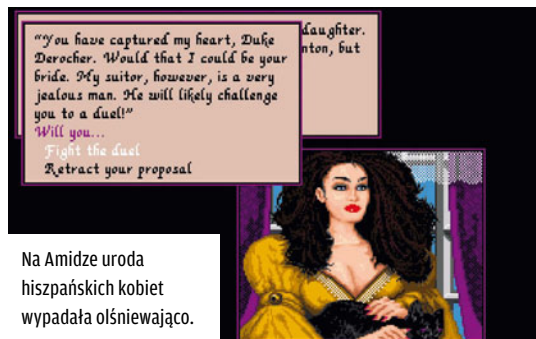 daughter.
nton, but
“You have captured my heart, Duke
Derocher. Would that I could be your
bride. My suitor, however, is a very
jealous man. He will likely challenge
you to a duel!”
Will you...
Fight the duel
Retract your proposal
Na Amidze uroda
hiszpańskich kobiet
wypadała olśniewająco.